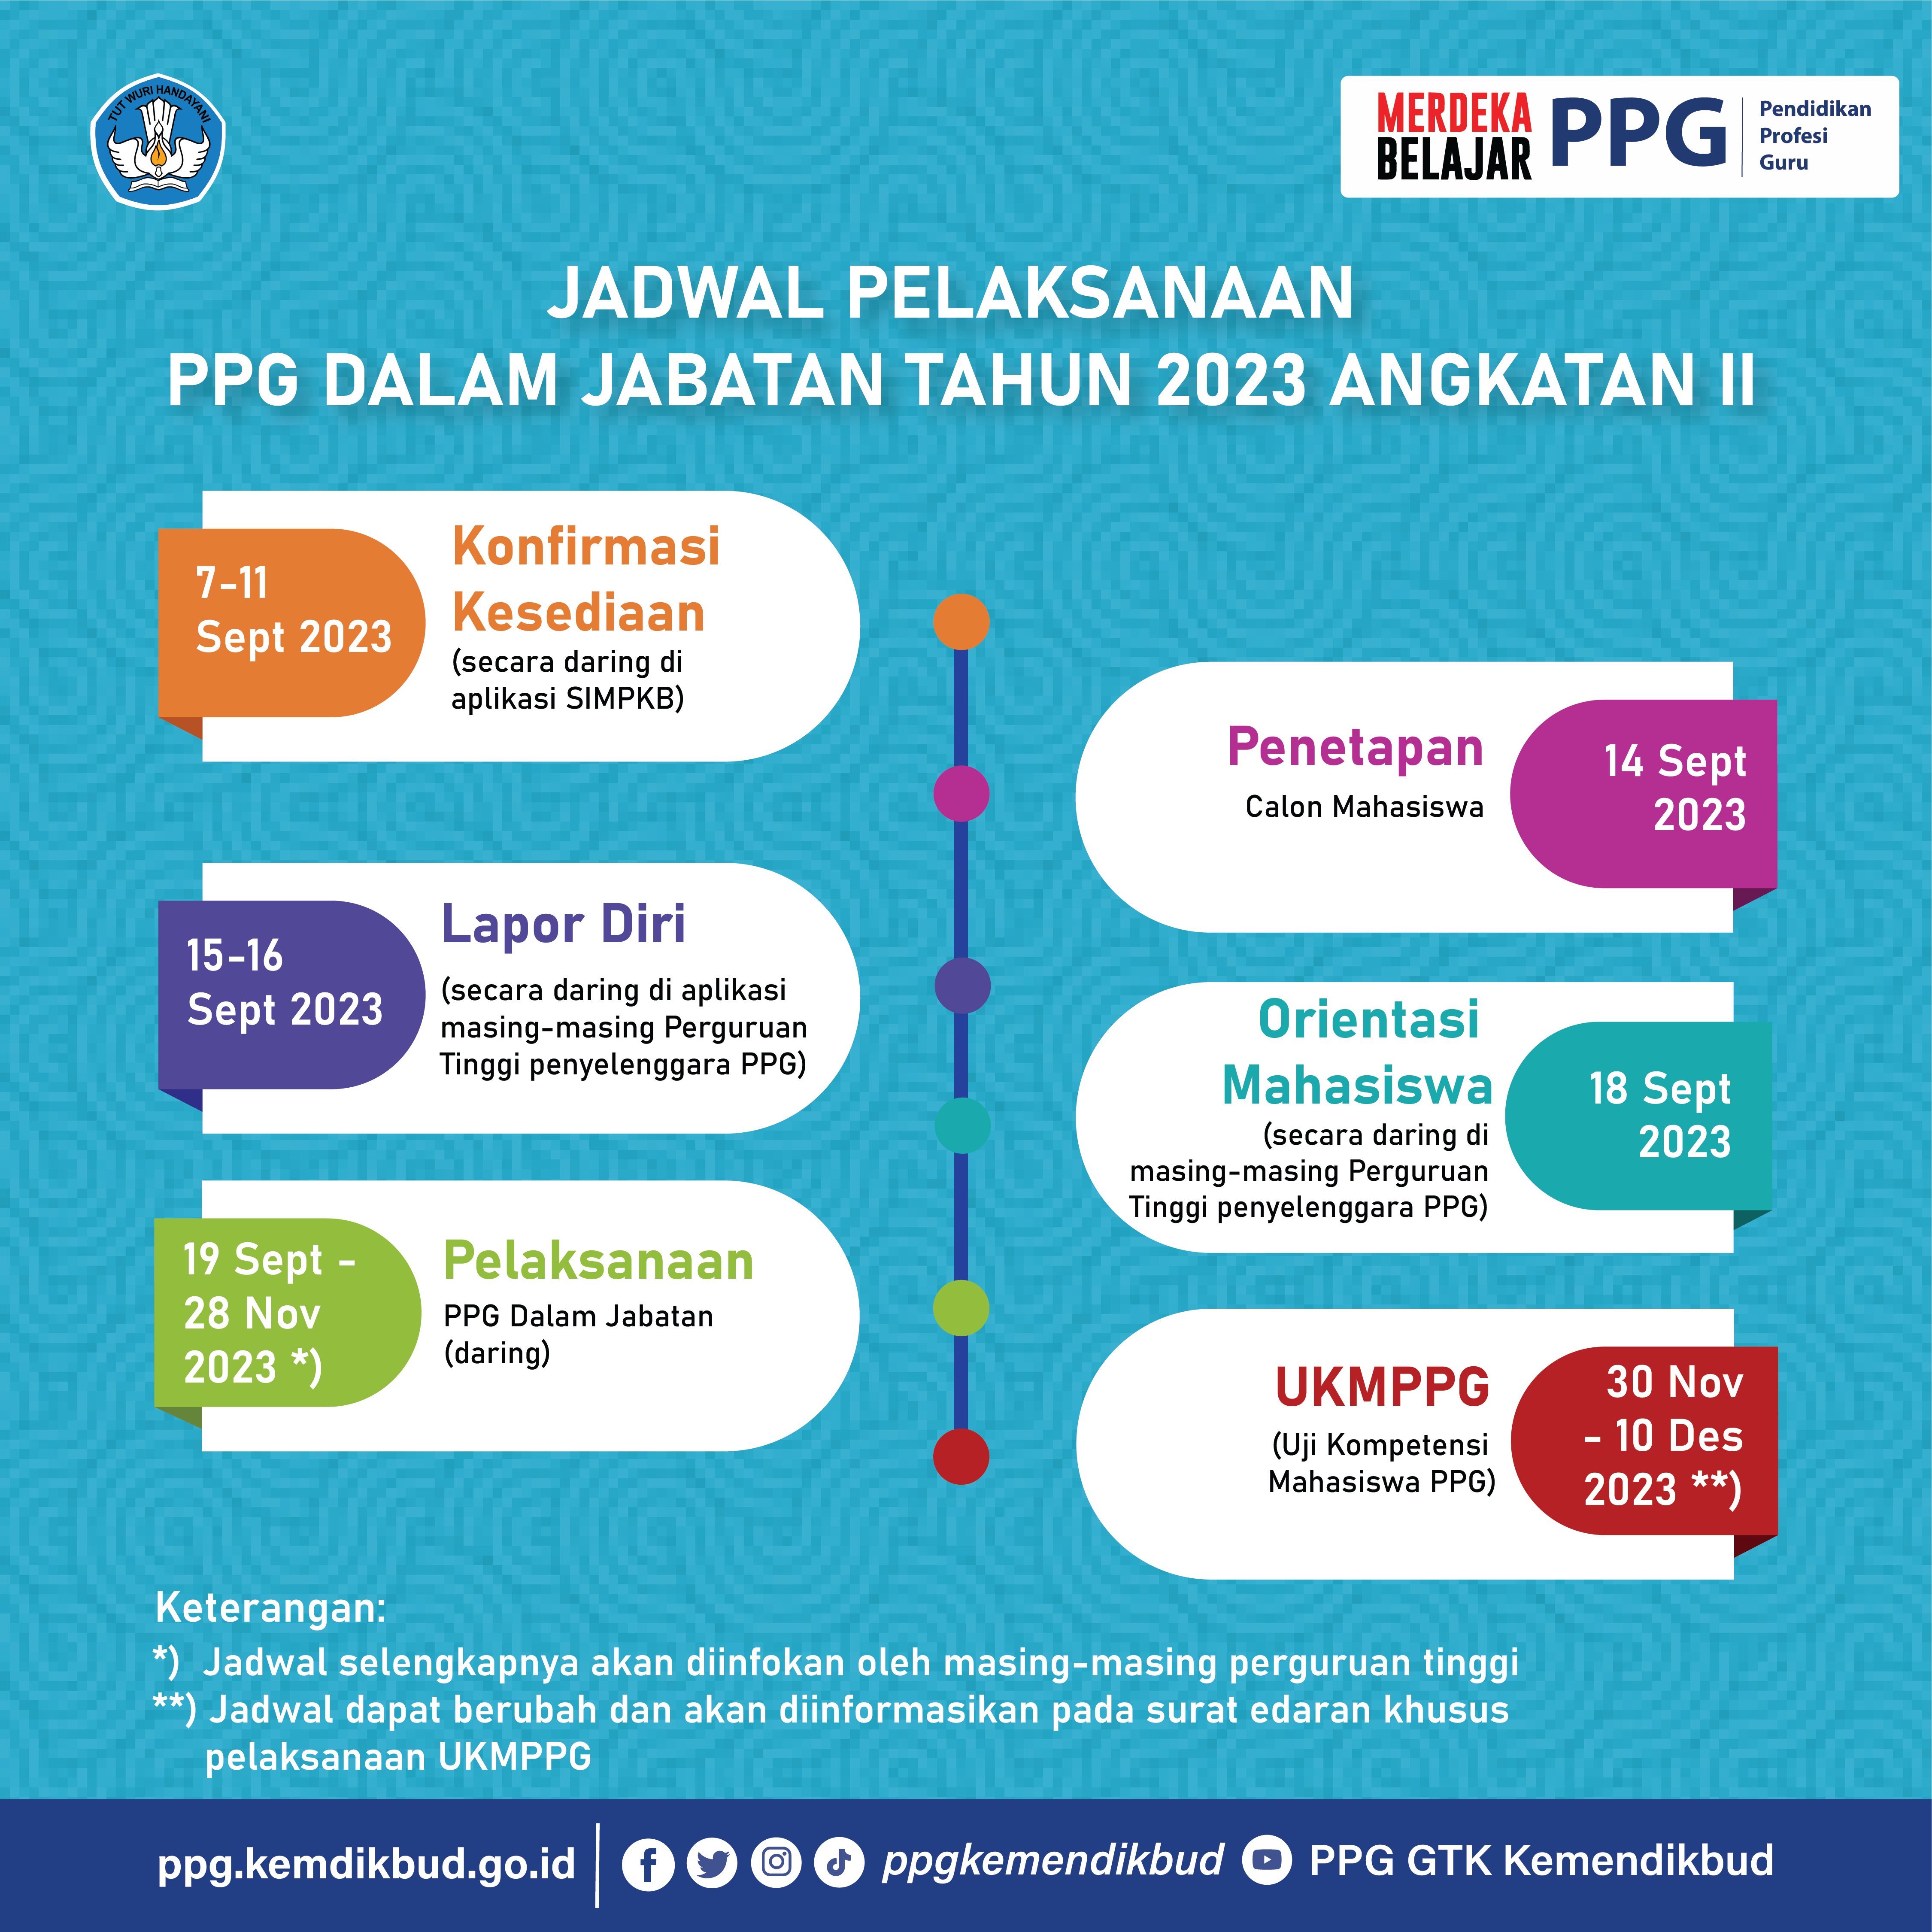 TUT WURI HANDAYANI
MERDEKA
BELAJAR
PPG
Pendidikan
Profesi
Guru
JADWAL PELAKSANAAN
PPG DALAM JABATAN TAHUN 2023 ANGKATAN II
7-11
Sept 2023
Konfirmasi
Kesediaan
(secara daring di
aplikasi SIMPKB)
Penetapan
Calon Mahasiswa
14 Sept
2023
15-16
Sept 2023
Lapor Diri
(secara daring di aplikasi
masing-masing Perguruan
Tinggi penyelenggara PPG)
Orientasi
Mahasiswa
(secara daring di
masing-masing Perguruan
Tinggi penyelenggara PPG)
18 Sept
2023
19 Sept -
28 Nov
2023 *)
Pelaksanaan
PPG Dalam Jabatan
(daring)
UKMPPG
(Uji Kompetensi
Mahasiswa PPG)
30 Nov
- 10 Des
2023 **)
Keterangan:
*) Jadwal selengkapnya akan diinfokan oleh masing-masing perguruan tinggi
**) Jadwal dapat berubah dan akan diinformasikan pada surat edaran khusus
pelaksanaan UKMPPG
ppg.kemdikbud.go.id
ppgkemendikbud
PPG GTK Kemendikbud